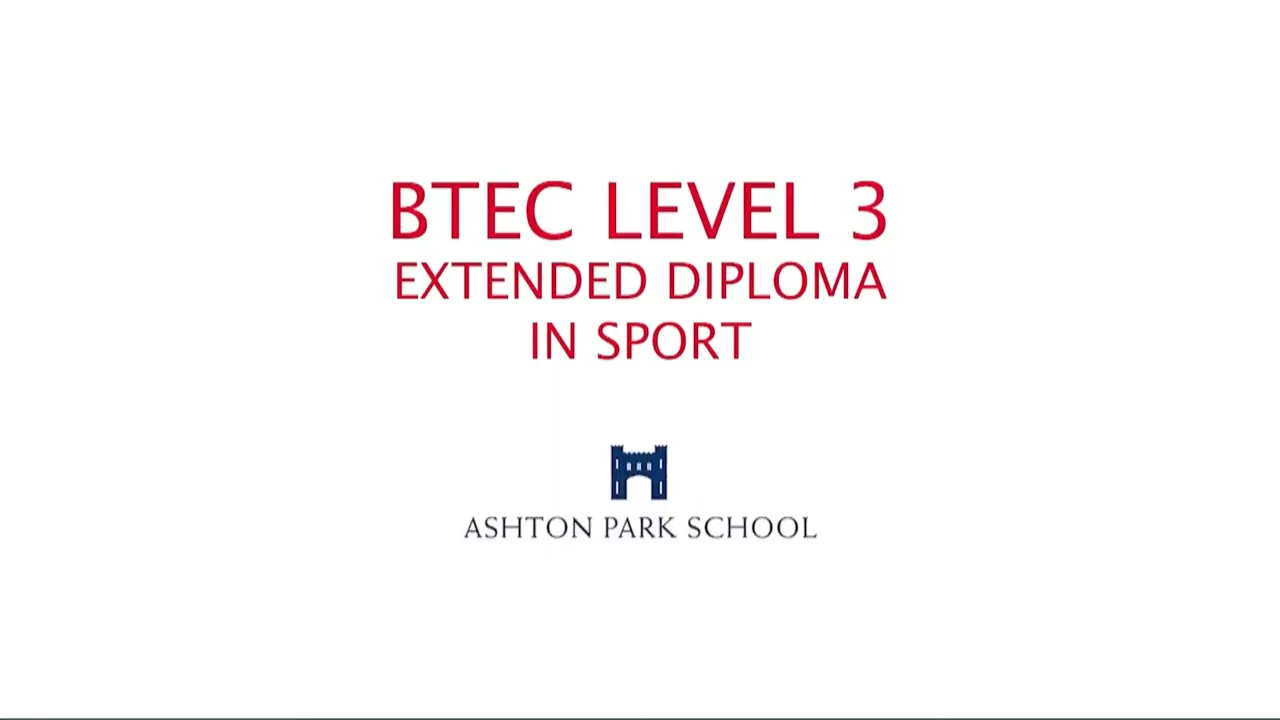 BTEC LEVEL 3
EXTENDED DIPLOMA
IN SPORT
ASHTON PARK SCHOOL